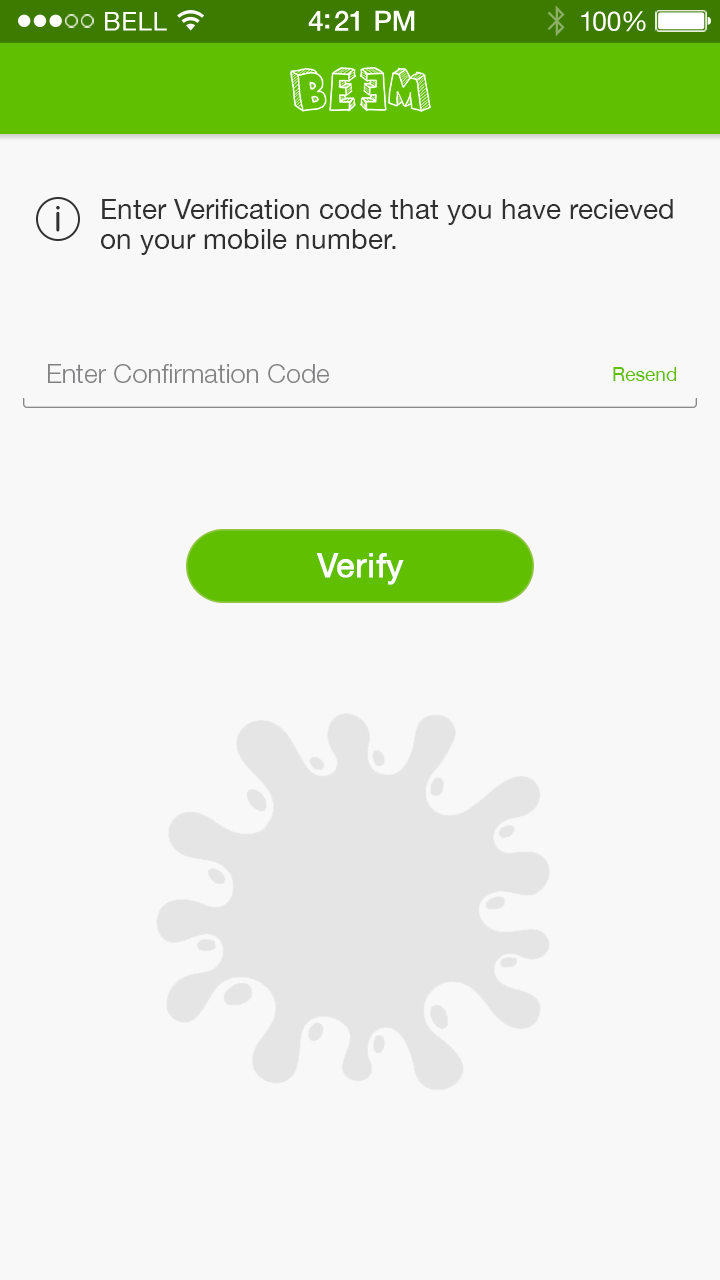 BELL 4:21 PM 100%
BEEM
Enter Verification code that you have recieved
on your mobile number.
Enter Confirmation Code Resend
Verify